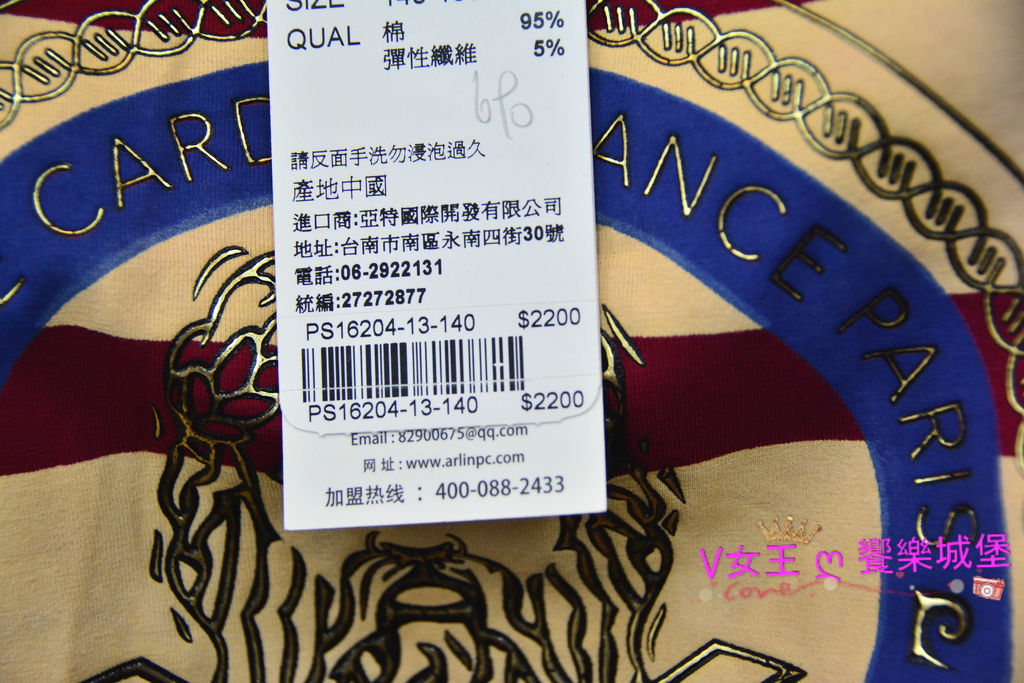 QUAL 棉 95%
彈性纖維 5%
請反面手洗勿浸泡過久
產地中國
進口商:亞特國際開發有限公司
地址:台南市南區永南四街30號
電話:06-2922131
統編:27272877
PS16204-13-140 $2200
PS16204-13-140 $2200
Email : 82900675@qq.com
网 址 : www.arlinpc.com
加盟热线 : 400-088-2433
CARD
ANCE PARIS
V女王 ღ 饗樂城堡
Love